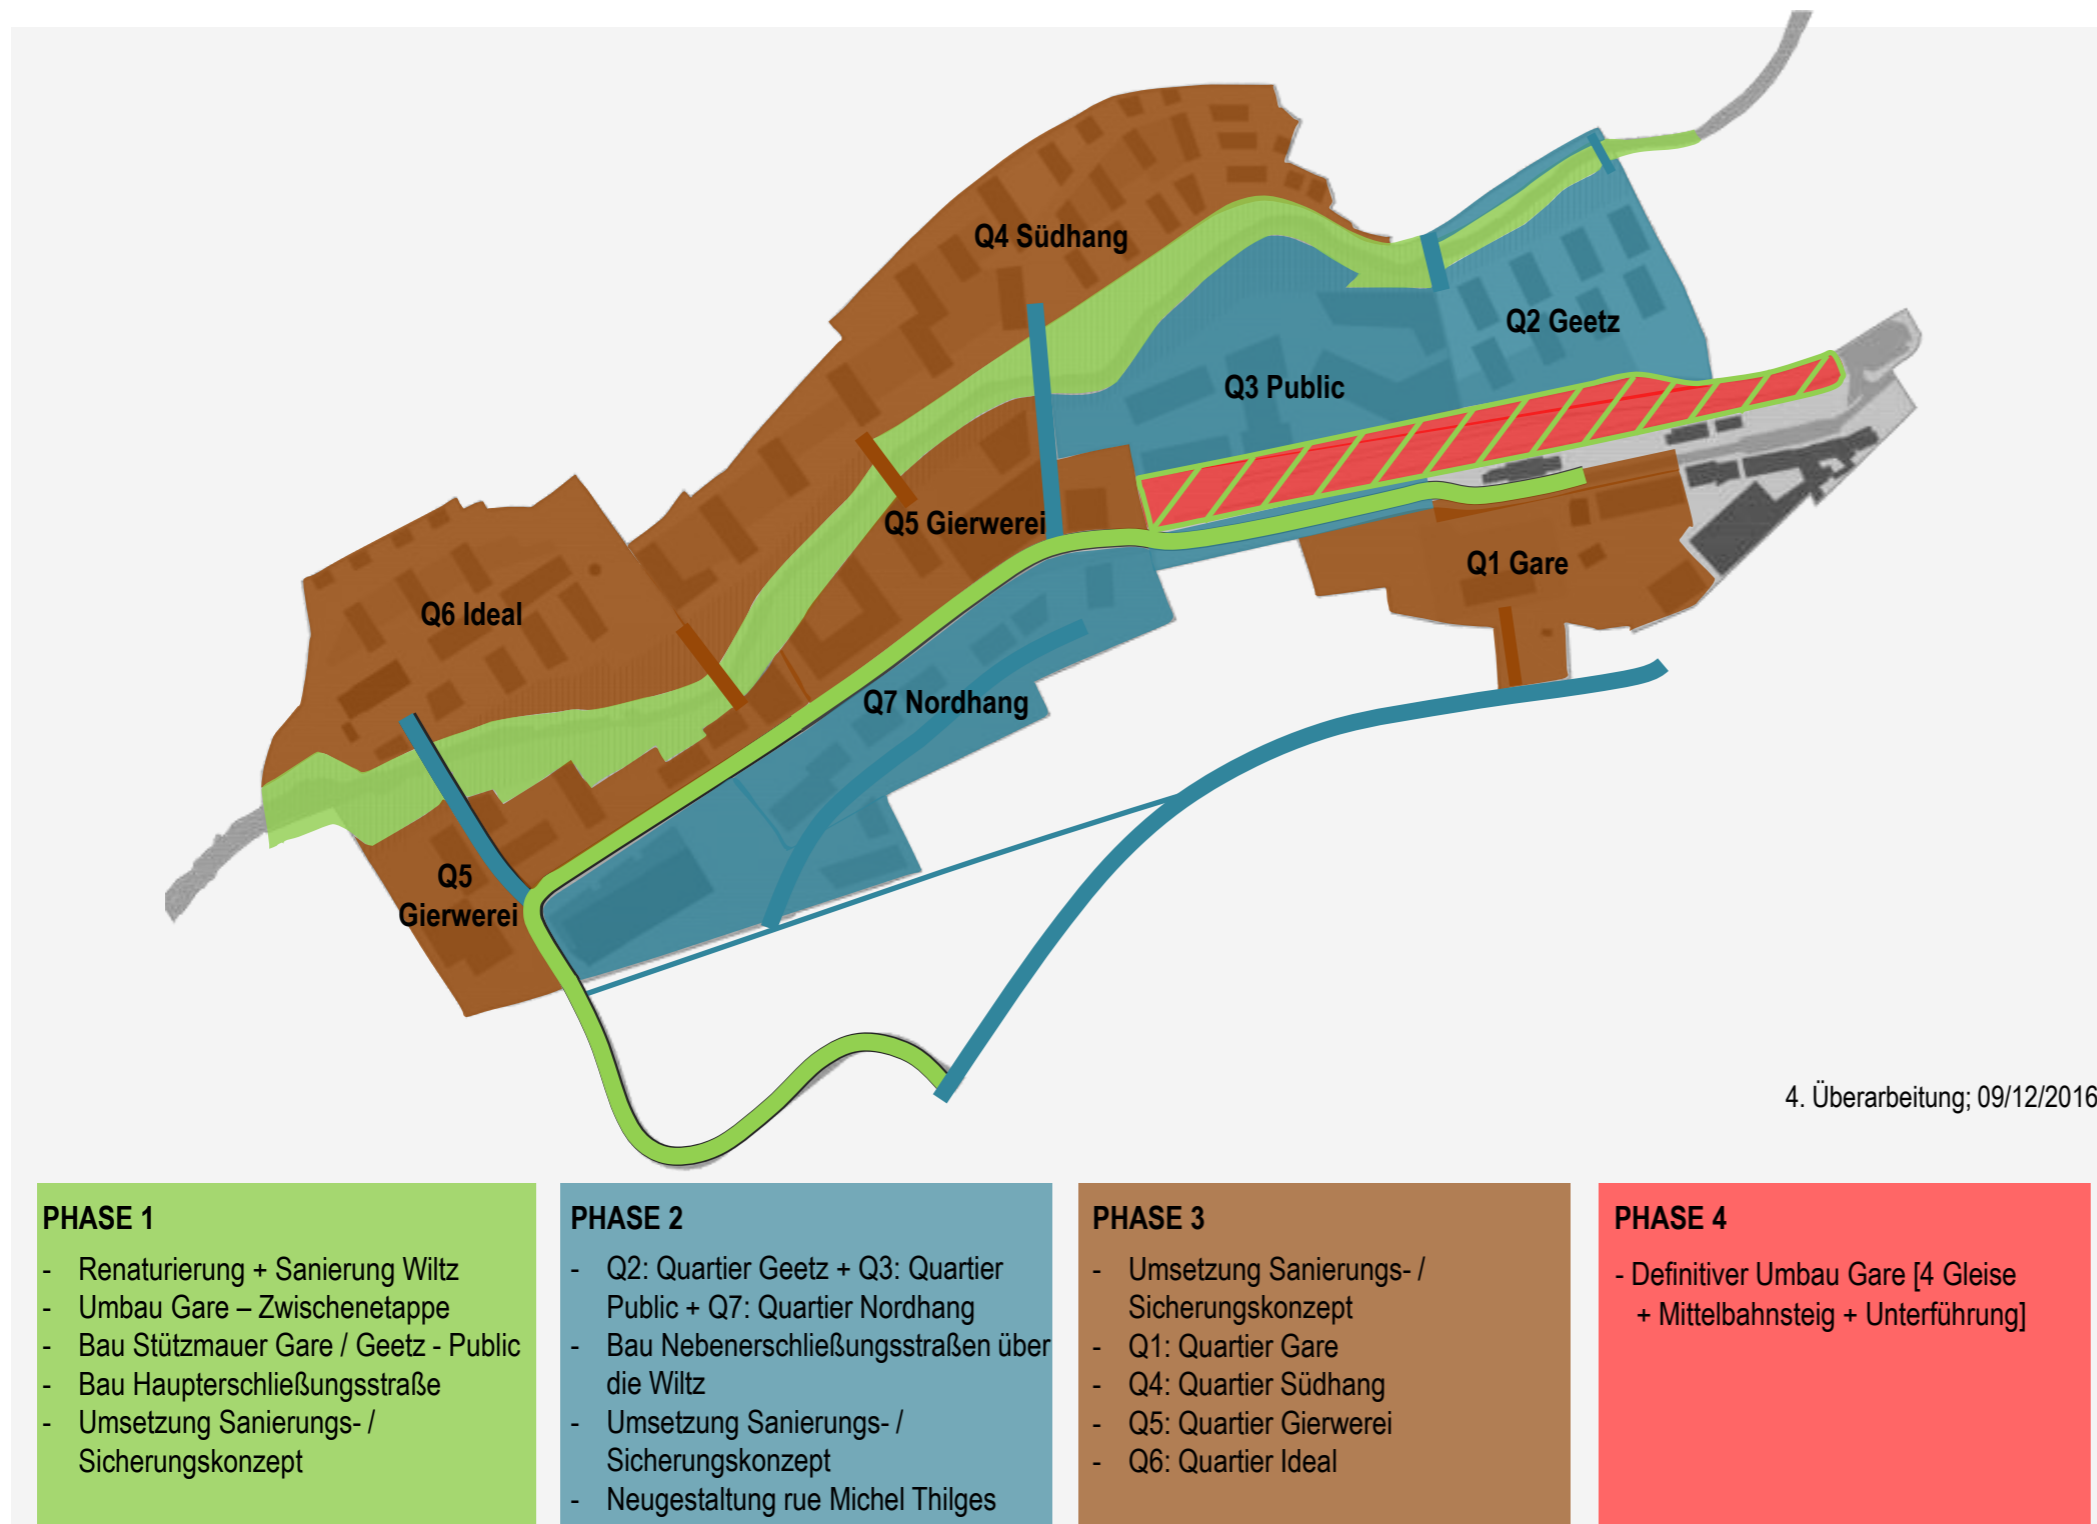 Q4 Südhang
Q2 Geetz
Q3 Public
Q5 Gierwerei
Q1 Gare
Q6 Ideal
Q7 Nordhang
Q5
Gierwerei
4. Überarbeitung; 09/12/2016
PHASE 1
- Renaturierung + Sanierung Wiltz
- Umbau Gare – Zwischenetappe
- Bau Stützmauer Gare / Geetz - Public
- Bau Haupterschließungsstraße
- Umsetzung Sanierungs- /
Sicherungskonzept
PHASE 2
- Q2: Quartier Geetz + Q3: Quartier
Public + Q7: Quartier Nordhang
- Bau Nebenerschließungsstraßen über
die Wiltz
- Umsetzung Sanierungs- /
Sicherungskonzept
- Neugestaltung rue Michel Thilges
PHASE 3
- Umsetzung Sanierungs- /
Sicherungskonzept
- Q1: Quartier Gare
- Q4: Quartier Südhang
- Q5: Quartier Gierwerei
- Q6: Quartier Ideal
PHASE 4
- Definitiver Umbau Gare [4 Gleise
+ Mittelbahnsteig + Unterführung]